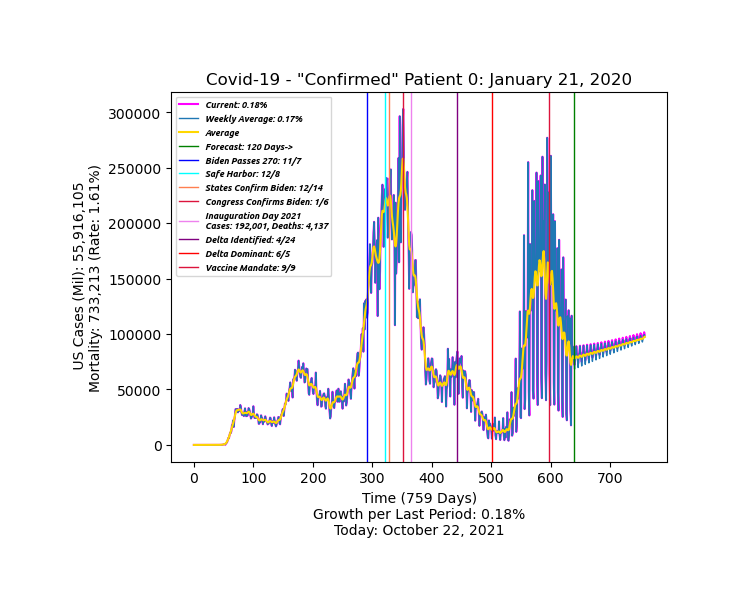 Covid-19 - "Confirmed" Patient 0: January 21, 2020
US Cases (Mil): 55,916,105
Mortality: 733,213 (Rate: 1.61%)
300000
250000
200000
150000
100000
50000
0
Current: 0.18%
Weekly Average: 0.17%
Average
Forecast: 120 Days->
Biden Passes 270: 11/7
Safe Harbor: 12/8
States Confirm Biden: 12/14
Congress Confirms Biden: 1/6
Inauguration Day 2021
Cases: 192,001, Deaths: 4,137
Delta Identified: 4/24
Delta Dominant: 6/5
Vaccine Mandate: 9/9
0 100 200 300 400 500 600 700
Time (759 Days)
Growth per Last Period: 0.18%
Today: October 22, 2021